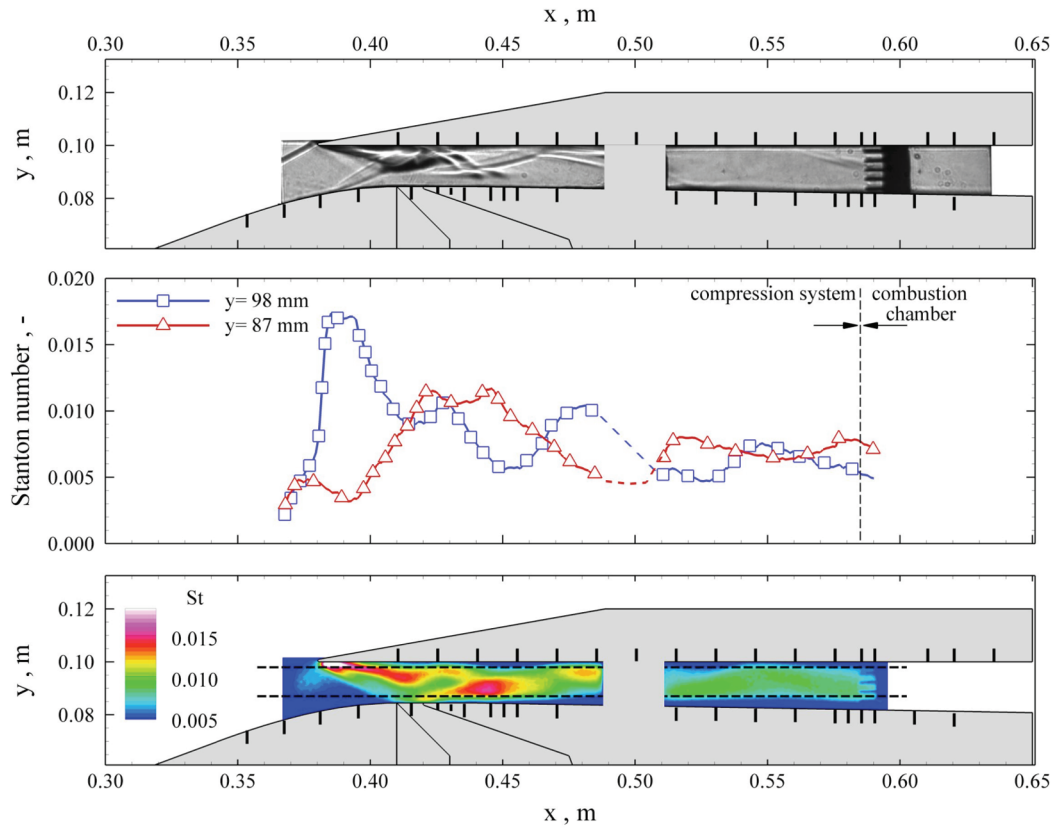 x , m
0.30 0.35 0.40 0.45 0.50 0.55 0.60 0.65
y , m
0.12
0.10
0.08
Stanton number , -
0.020
0.015
0.010
0.005
0.000
y= 98 mm
y= 87 mm
compression system
combustion
chamber
y , m
0.12
0.10
0.08
St
0.015
0.010
0.005
0.30 0.35 0.40 0.45 0.50 0.55 0.60 0.65
x , m